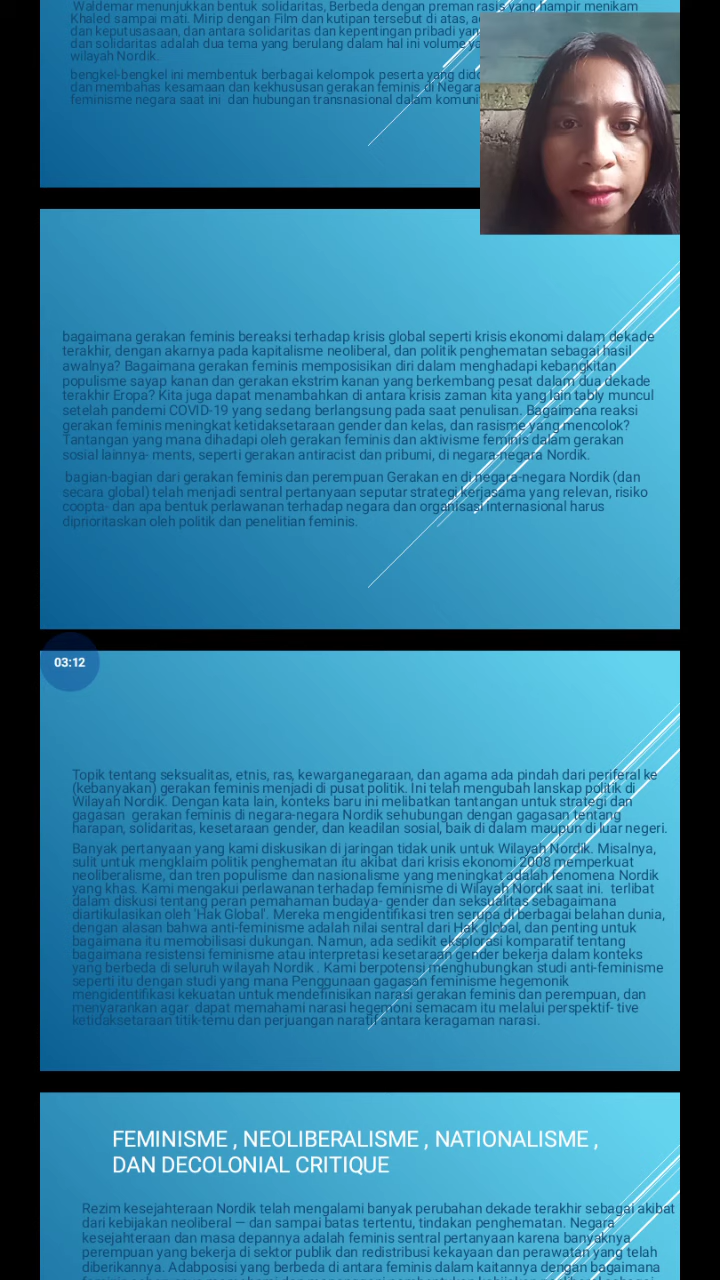 Waldemar menunjukkan bentuk solidaritas, Berbeda dengan preman rasis yang hampir menikam
Khaled sampai mati. Mirip dengan Film dan kutipan tersebut di atas,
dan keputusasaan, dan antara solidaritas dan kepentingan pribadi
dan solidaritas adalah dua tema yang berulang dalam hal ini volume
wilayah Nordik.
bengkel-bengkel ini membentuk berbagai kelompok peserta yang
dan membahas kesamaan dan kekhususan gerakan feminis di Negara
feminisme negara saat ini dan hubungan transnasional dalam
bagaimana gerakan feminis bereaksi terhadap krisis global seperti krisis ekonomi dalam dekade
terakhir, dengan akarnya pada kapitalisme neoliberal, dan politik penghematan sebagai hasil
awalnya? Bagaimana gerakan feminis memposisikan diri dalam menghadapi kebangkitan
populisme sayap kanan dan gerakan ekstrim kanan yang berkembang pesat dalam dua dekade
terakhir Eropa? Kita juga dapat menambahkan di antara krisis zaman kita yang lain tably muncul
setelah pandemi COVID-19 yang sedang berlangsung pada saat penulisan. Bagaimana reaksi
gerakan feminis meningkat ketidaksetaraan gender dan kelas, dan rasisme yang mencolok?
Tantangan yang mana dihadapi oleh gerakan feminis dan aktivisme feminis dalam gerakan
sosial lainnya- ments, seperti gerakan antiracist dan pribumi, di negara-negara Nordik.
bagian-bagian dari gerakan feminis dan perempuan Gerakan en di negara-negara Nordik (dan
secara global) telah menjadi sentral pertanyaan seputar strategi kerjasama yang relevan, risiko
coopta- dan apa bentuk perlawanan terhadap negara dan organisasi internasional harus
diprioritaskan oleh politik dan penelitian feminis.
03:12
Topik tentang seksualitas, etnis, ras, kewarganegaraan, dan agama ada pindah dari periferal ke
(kebanyakan) gerakan feminis menjadi di pusat politik. Ini telah mengubah lanskap politik di
Wilayah Nordik. Dengan kata lain, konteks baru ini melibatkan tantangan untuk strategi dan
gagasan gerakan feminis di negara-negara Nordik sehubungan dengan gagasan tentang
harapan, solidaritas, kesetaraan gender, dan keadilan sosial, baik di dalam maupun di luar negeri.
Banyak pertanyaan yang kami diskusikan di jaringan tidak unik untuk Wilayah Nordik. Misalnya,
sulit untuk mengklaim politik penghematan itu akibat dari krisis ekonomi 2008 memperkuat
neoliberalisme, dan tren populisme dan nasionalisme yang meningkat adalah fenomena Nordik
yang khas. Kami mengakui perlawanan terhadap feminisme di Wilayah Nordik saat ini. terlibat
dalam diskusi tentang peran pemahaman budaya- gender dan seksualitas sebagaimana
diartikulasikan oleh 'Hak Global'. Mereka mengidentifikasi tren serupa di berbagai belahan dunia,
dengan alasan bahwa anti-feminisme adalah nilai sentral dari Hak global, dan penting untuk
bagaimana itu memobilisasi dukungan. Namun, ada sedikit eksplorasi komparatif tentang
bagaimana resistensi feminisme atau interpretasi kesetaraan gender bekerja dalam konteks
yang berbeda di seluruh wilayah Nordik . Kami berpotensi menghubungkan studi anti-feminisme
seperti itu dengan studi yang mana Penggunaan gagasan feminisme hegemonik
mengidentifikasi kekuatan untuk mendefinisikan narasi gerakan feminis dan perempuan, dan
menyarankan agar dapat memahami narasi hegemoni semacam itu melalui perspektif- tive
ketidaksetaraan titik-temu dan perjuangan naratif antara keragaman narasi.
FEMINISME , NEOLIBERALISME , NATIONALISME ,
DAN DECOLONIAL CRITIQUE
Rezim kesejahteraan Nordik telah mengalami banyak perubahan dekade terakhir sebagai akibat
dari kebijakan neoliberal — dan sampai batas tertentu, tindakan penghematan. Negara
kesejahteraan dan masa depannya adalah feminis sentral pertanyaan karena banyaknya
perempuan yang bekerja di sektor publik dan redistribusi kekayaan dan perawatan yang telah
diberikannya. Adabposisi yang berbeda di antara feminis dalam kaitannya dengan bagaimana